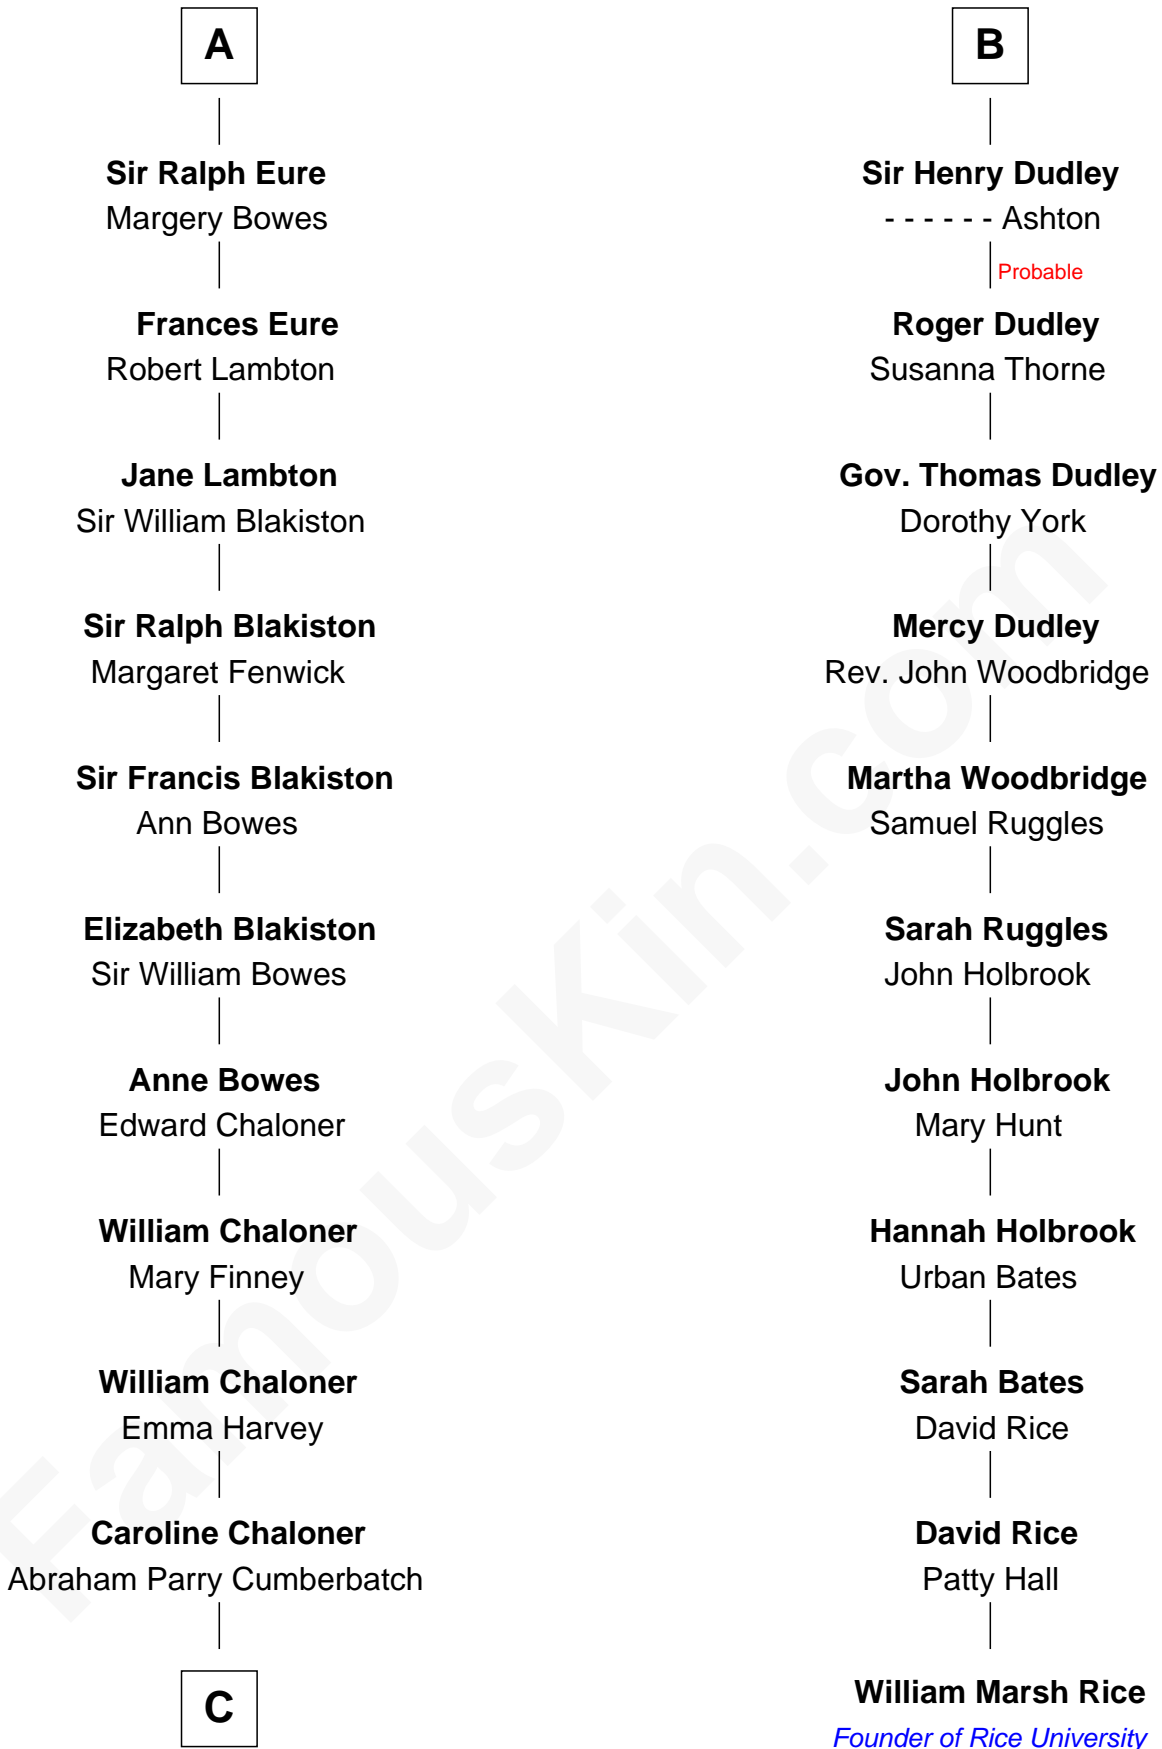 A
Sir Ralph Eure
Margery Bowes
Frances Eure
Robert Lambton
Jane Lambton
Sir William Blakiston
Sir Ralph Blakiston
Margaret Fenwick
Sir Francis Blakiston
Ann Bowes
Elizabeth Blakiston
Sir William Bowes
Anne Bowes
Edward Chaloner
William Chaloner
Mary Finney
William Chaloner
Emma Harvey
Caroline Chaloner
Abraham Parry Cumberbatch
C
B
Sir Henry Dudley
- - - - - - Ashton
Probable
Roger Dudley
Susanna Thorne
Gov. Thomas Dudley
Dorothy York
Mercy Dudley
Rev. John Woodbridge
Martha Woodbridge
Samuel Ruggles
Sarah Ruggles
John Holbrook
John Holbrook
Mary Hunt
Hannah Holbrook
Urban Bates
Sarah Bates
David Rice
David Rice
Patty Hall
William Marsh Rice
Founder of Rice University
FamousKin.com